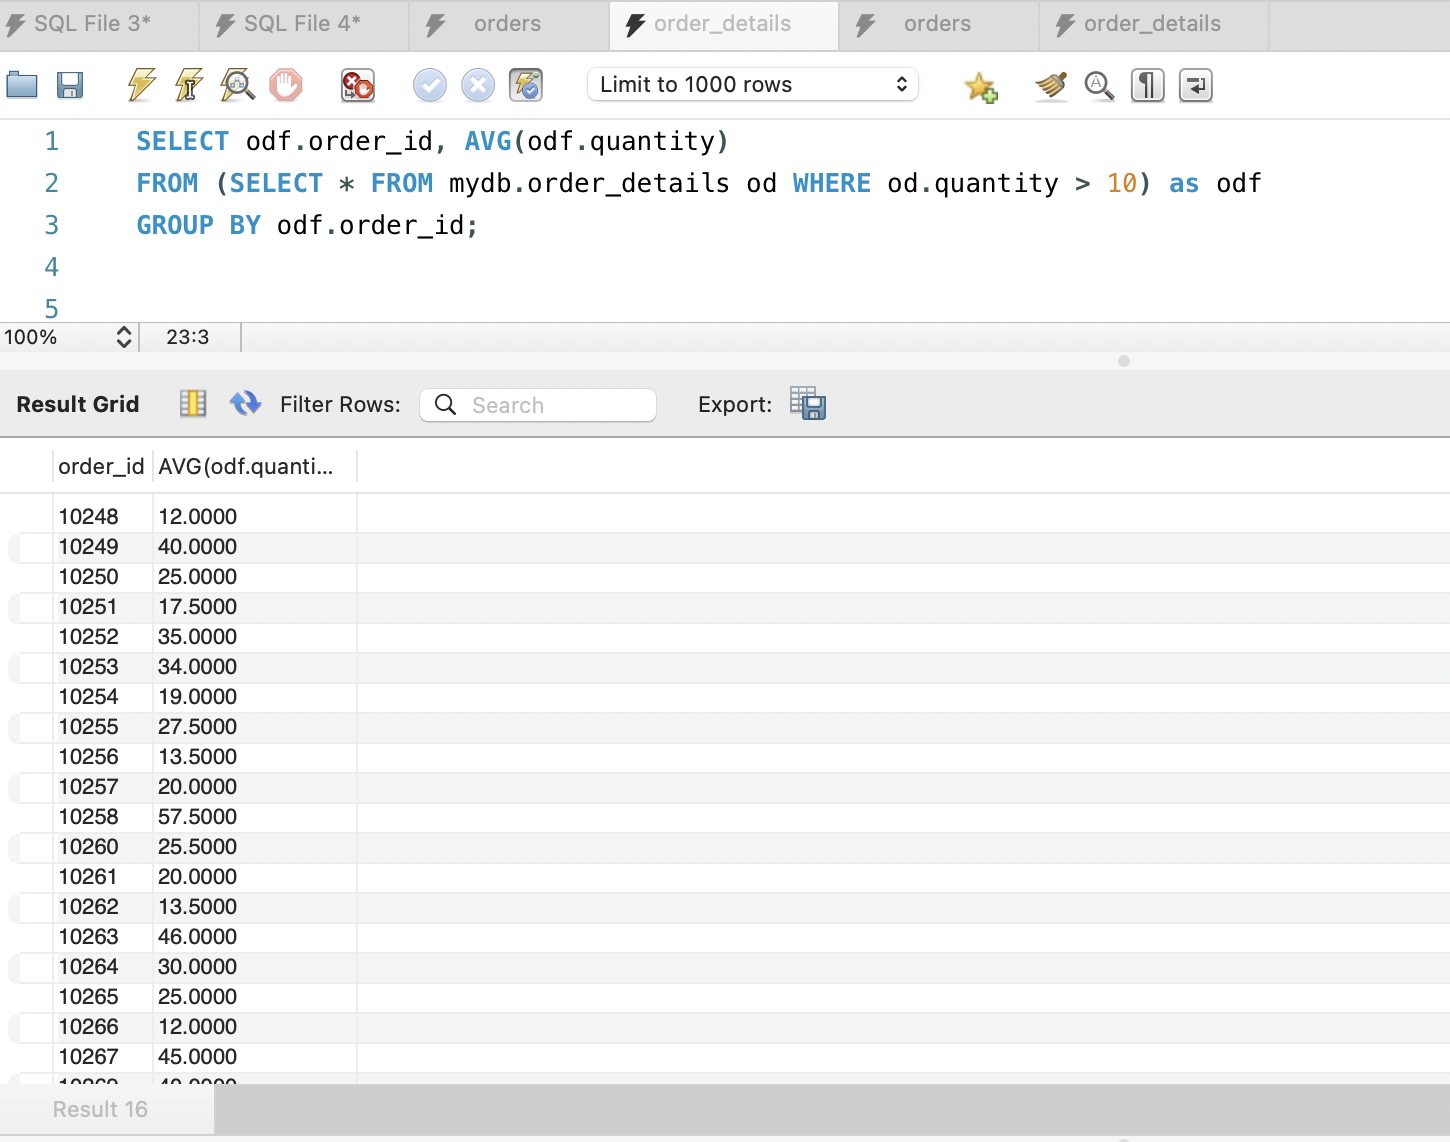 SQL File 3* SQL File 4* orders order_details orders order_details
Limit to 1000 rows
1 SELECT odf.order_id, AVG(odf.quantity)
2 FROM (SELECT * FROM mydb.order_details od WHERE od.quantity > 10) as odf
3 GROUP BY odf.order_id;
4
5
100% 23:3
Result Grid Filter Rows: Search Export:
order_id AVG(odf.quanti...
10248 12.0000
10249 40.0000
10250 25.0000
10251 17.5000
10252 35.0000
10253 34.0000
10254 19.0000
10255 27.5000
10256 13.5000
10257 20.0000
10258 57.5000
10260 25.5000
10261 20.0000
10262 13.5000
10263 46.0000
10264 30.0000
10265 25.0000
10266 12.0000
10267 45.0000
Result 16